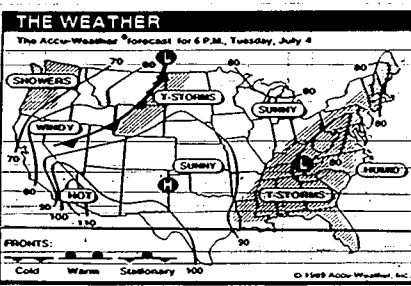 THE WEATHER
The Accu-Weather ® forecast for 6 P.M., Tuesday, July 4
70
80
L
80
80
SHOWERS
T-STORMS
SUNNY
80
WINDY
70
80
L
SUNNY
HUMID
80
HOT
H
T-STORMS
90
100
110
90
FRONTS:
Cold Warm Stationary
100
© 1989 Accu-Weather, Inc.